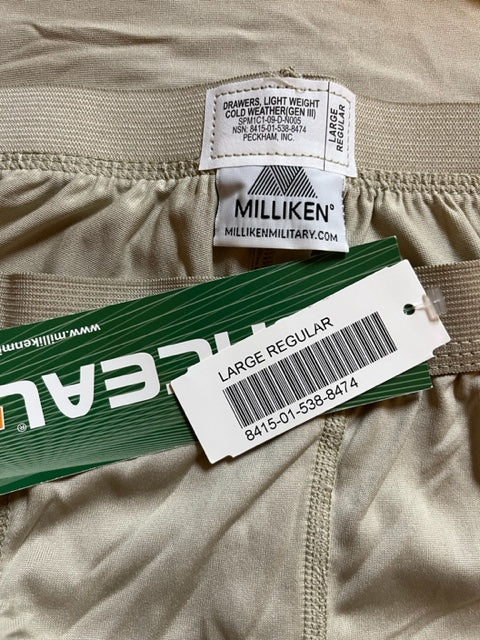 DRAWERS, LIGHT WEIGHT
COLD WEATHER(GEN III)
SPM1C1-09-D-N005
NSN: 8415-01-538-8474
PECKHAM, INC.
LARGE
REGULAR
MILLIKEN®
MILLIKENMILITARY.COM
LARGE REGULAR
8415-01-538-8474